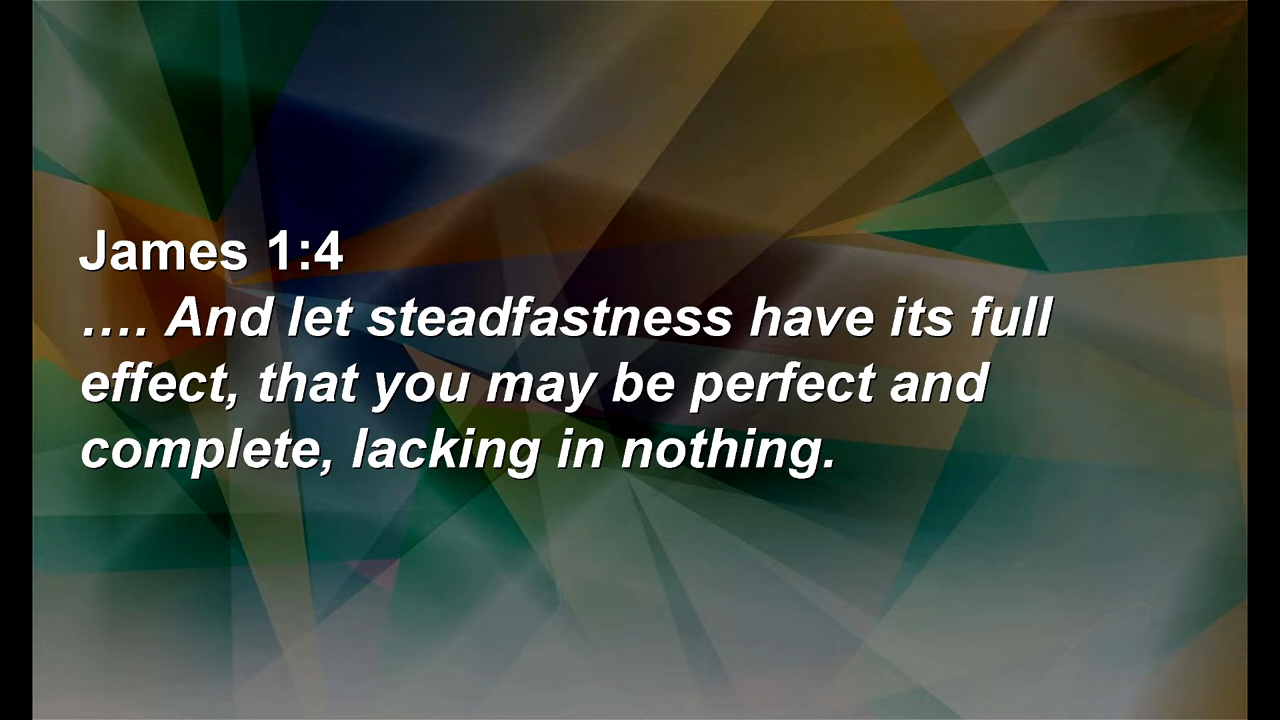 James 1:4
.... And let steadfastness have its full
effect, that you may be perfect and
complete, lacking in nothing.